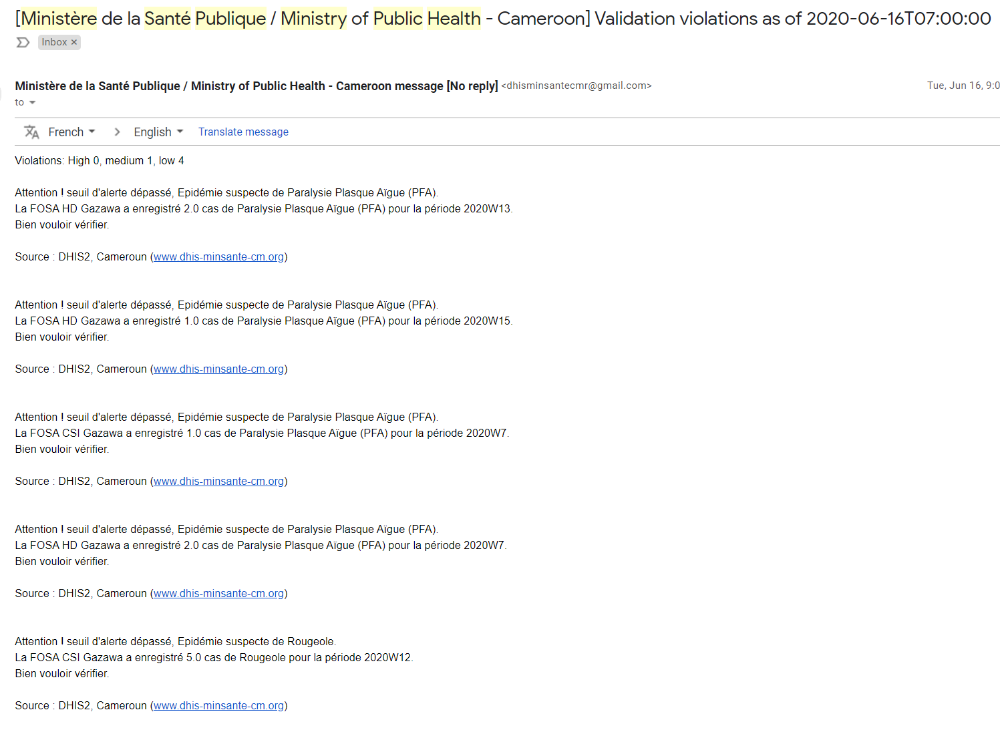 [Ministère de la Santé Publique / Ministry of Public Health - Cameroon] Validation violations as of 2020-06-16T07:00:00
Inbox ×
Ministère de la Santé Publique / Ministry of Public Health - Cameroon message [No reply] <dhisminsantecmr@gmail.com> Tue, Jun 16, 9:0
to
French > English Translate message
Violations: High 0, medium 1, low 4
Attention ! seuil d'alerte dépassé, Epidémie suspecte de Paralysie Plasque Aïgue (PFA).
La FOSA HD Gazawa a enregistré 2.0 cas de Paralysie Plasque Aïgue (PFA) pour la période 2020W13.
Bien vouloir vérifier.
Source : DHIS2, Cameroun (www.dhis-minsante-cm.org)
Attention ! seuil d'alerte dépassé, Epidémie suspecte de Paralysie Plasque Aïgue (PFA).
La FOSA HD Gazawa a enregistré 1.0 cas de Paralysie Plasque Aïgue (PFA) pour la période 2020W15.
Bien vouloir vérifier.
Source : DHIS2, Cameroun (www.dhis-minsante-cm.org)
Attention ! seuil d'alerte dépassé, Epidémie suspecte de Paralysie Plasque Aïgue (PFA).
La FOSA CSI Gazawa a enregistré 1.0 cas de Paralysie Plasque Aïgue (PFA) pour la période 2020W7.
Bien vouloir vérifier.
Source : DHIS2, Cameroun (www.dhis-minsante-cm.org)
Attention ! seuil d'alerte dépassé, Epidémie suspecte de Paralysie Plasque Aïgue (PFA).
La FOSA HD Gazawa a enregistré 2.0 cas de Paralysie Plasque Aïgue (PFA) pour la période 2020W7.
Bien vouloir vérifier.
Source : DHIS2, Cameroun (www.dhis-minsante-cm.org)
Attention ! seuil d'alerte dépassé, Epidémie suspecte de Rougeole.
La FOSA CSI Gazawa a enregistré 5.0 cas de Rougeole pour la période 2020W12.
Bien vouloir vérifier.
Source : DHIS2, Cameroun (www.dhis-minsante-cm.org)